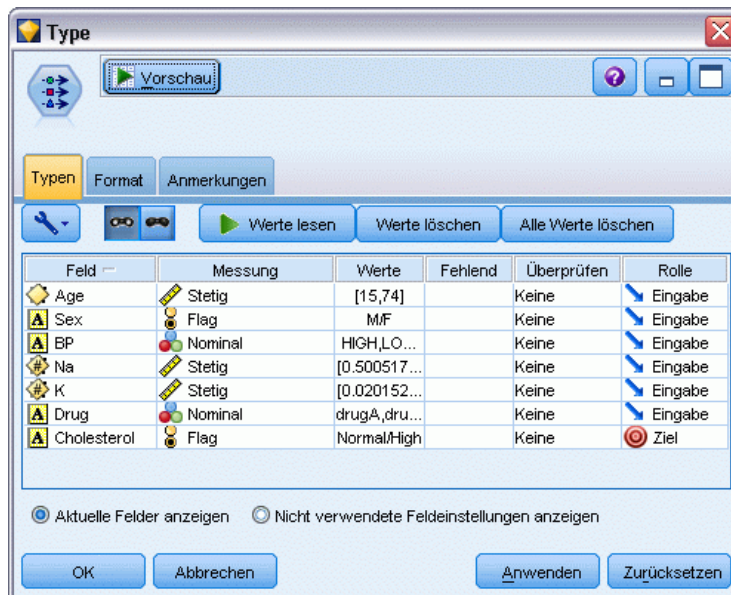 Type
Vorschau
Typen Format Anmerkungen
Werte lesen Werte löschen Alle Werte löschen
Feld Messung Werte Fehlend Überprüfen Rolle
Age Stetig [15,74] Keine Eingabe
A Sex Flag M/F Keine Eingabe
A BP Nominal HIGH,LO... Keine Eingabe
# Na Stetig [0.500517... Keine Eingabe
# K Stetig [0.020152... Keine Eingabe
A Drug Nominal drugA,dru... Keine Eingabe
A Cholesterol Flag Normal/High Keine Ziel
Aktuelle Felder anzeigen Nicht verwendete Feldeinstellungen anzeigen
OK Abbrechen Anwenden Zurücksetzen